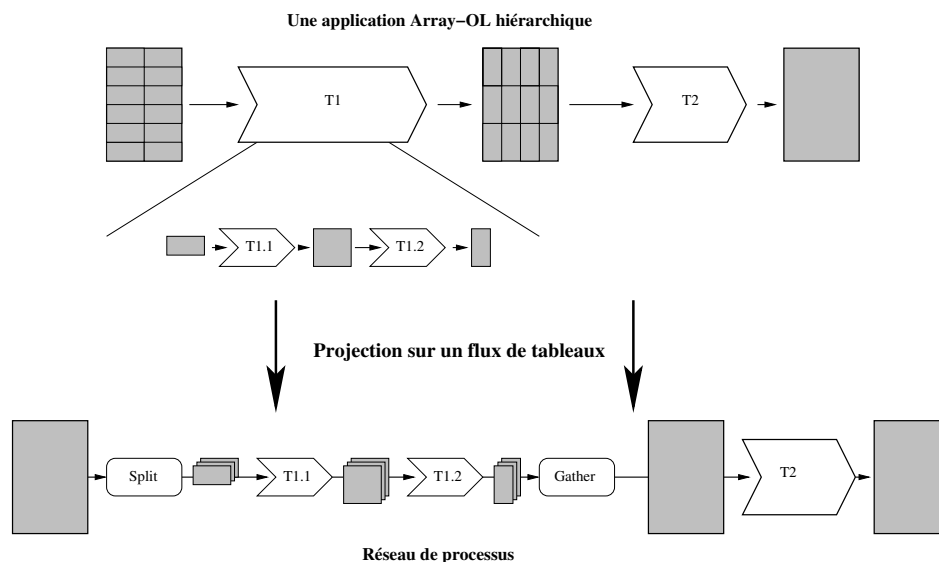 Une application Array−OL hiérarchique
T1
T2
T1.1
T1.2
Projection sur un flux de tableaux
Split
T1.1
T1.2
Gather
T2
Réseau de processus